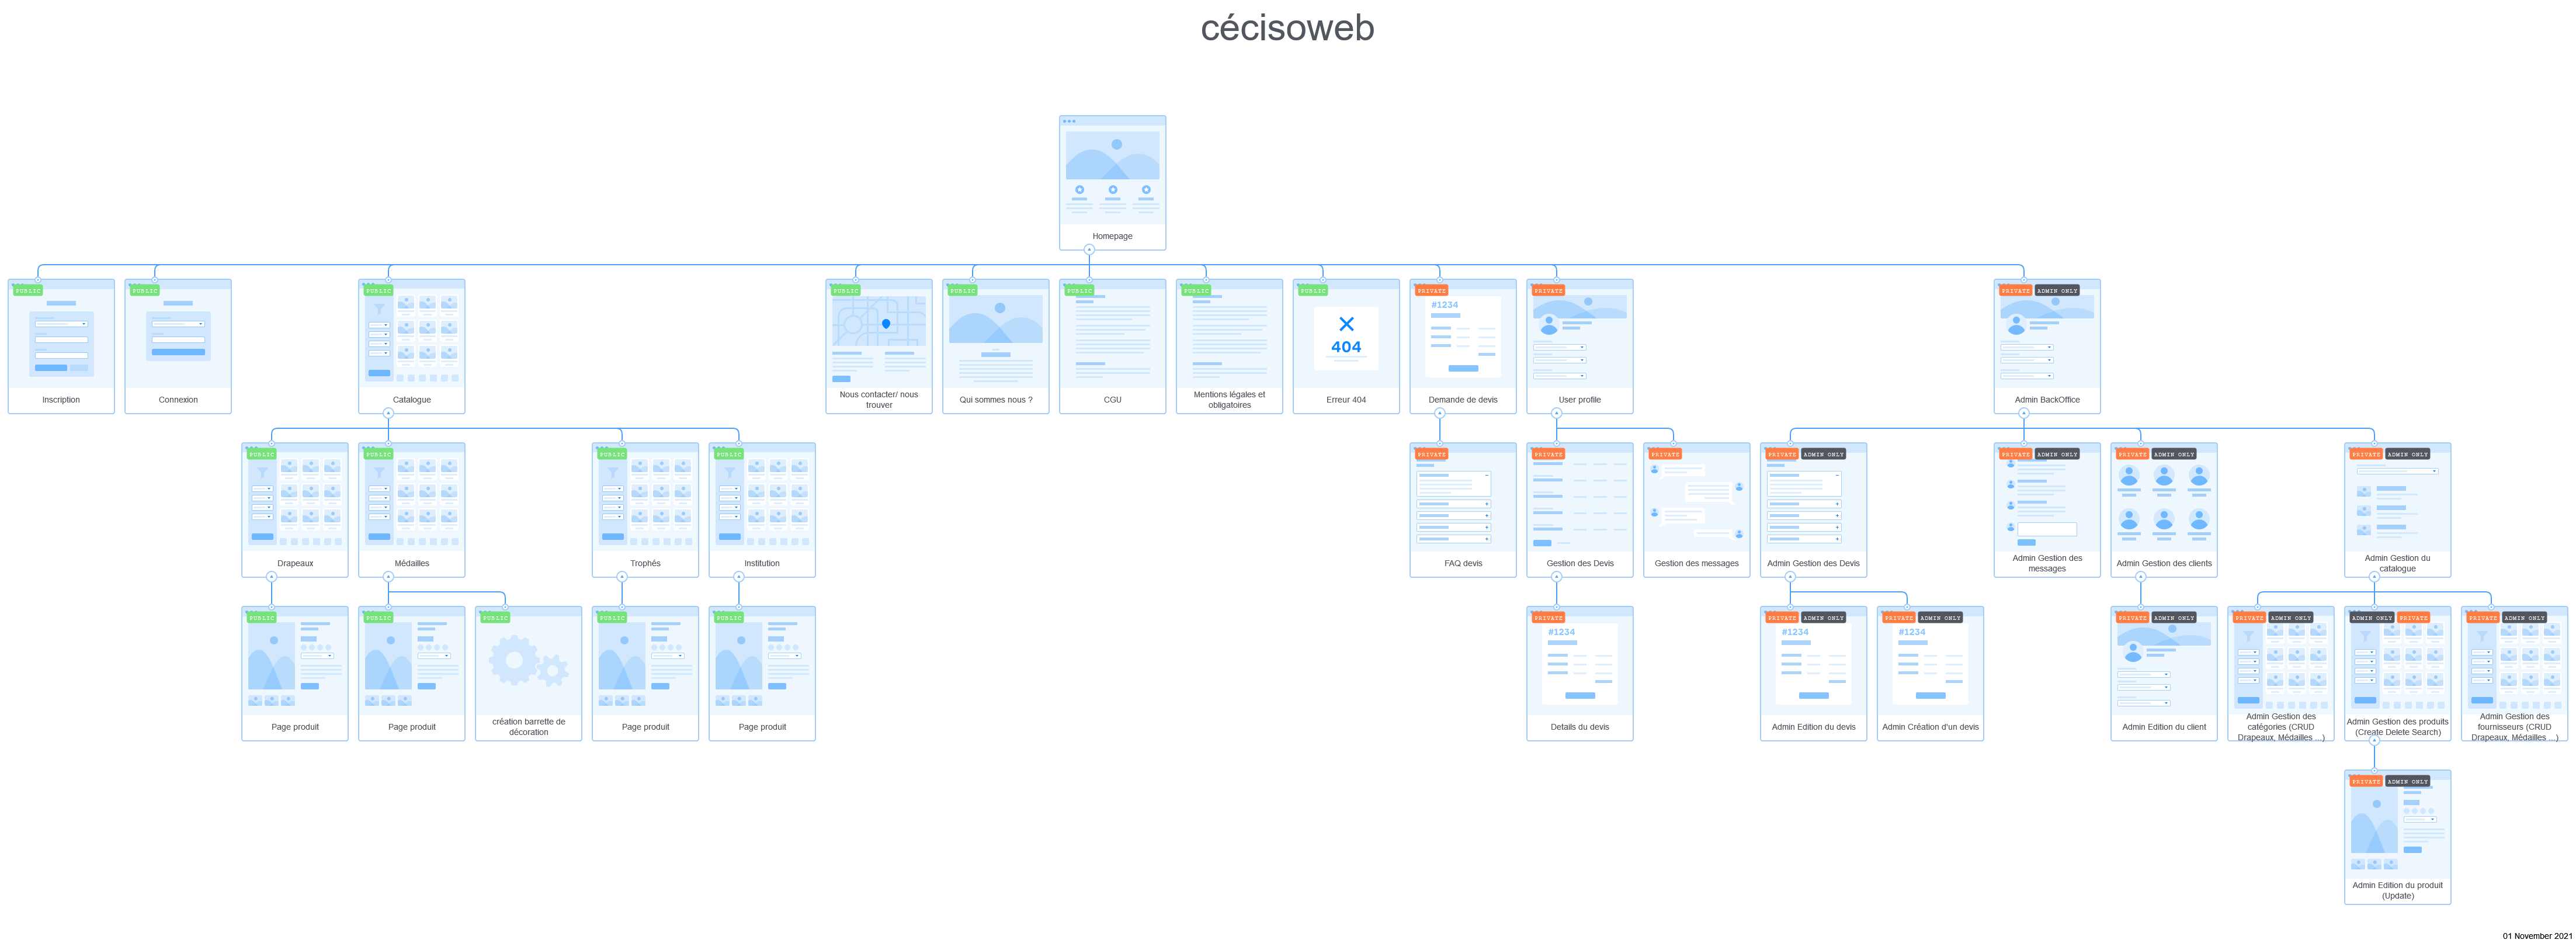 cécisoweb
Homepage
PUBLIC
PUBLIC
PUBLIC
PUBLIC
PUBLIC
PUBLIC
PUBLIC
PUBLIC
PRIVATE
PRIVATE
PRIVATE ADMIN ONLY
#1234
404
Inscription
Connexion
Catalogue
Nous contacter/ nous
trouver
Qui sommes nous ?
CGU
Mentions légales et
obligatoires
Erreur 404
Demande de devis
User profile
Admin BackOffice
PUBLIC
PUBLIC
PUBLIC
PUBLIC
PRIVATE
PRIVATE
PRIVATE
PRIVATE ADMIN ONLY
PRIVATE ADMIN ONLY
PRIVATE ADMIN ONLY
PRIVATE ADMIN ONLY
Drapeaux
Médailles
Trophés
Institution
FAQ devis
Gestion des Devis
Gestion des messages
Admin Gestion des Devis
Admin Gestion des
messages
Admin Gestion des clients
Admin Gestion du
catalogue
PUBLIC
PUBLIC
PUBLIC
PUBLIC
PUBLIC
PRIVATE
PRIVATE ADMIN ONLY
PRIVATE ADMIN ONLY
PRIVATE ADMIN ONLY
PRIVATE ADMIN ONLY
ADMIN ONLY PRIVATE
PRIVATE ADMIN ONLY
#1234
#1234
#1234
Page produit
Page produit
création barrette de
décoration
Page produit
Page produit
Details du devis
Admin Edition du devis
Admin Création d'un devis
Admin Edition du client
Admin Gestion des
catégories (CRUD
Drapeaux, Médailles ...)
Admin Gestion des produits
(Create Delete Search)
Admin Gestion des
fournisseurs (CRUD
Drapeaux, Médailles ...)
PRIVATE ADMIN ONLY
Admin Edition du produit
(Update)
01 November 2021